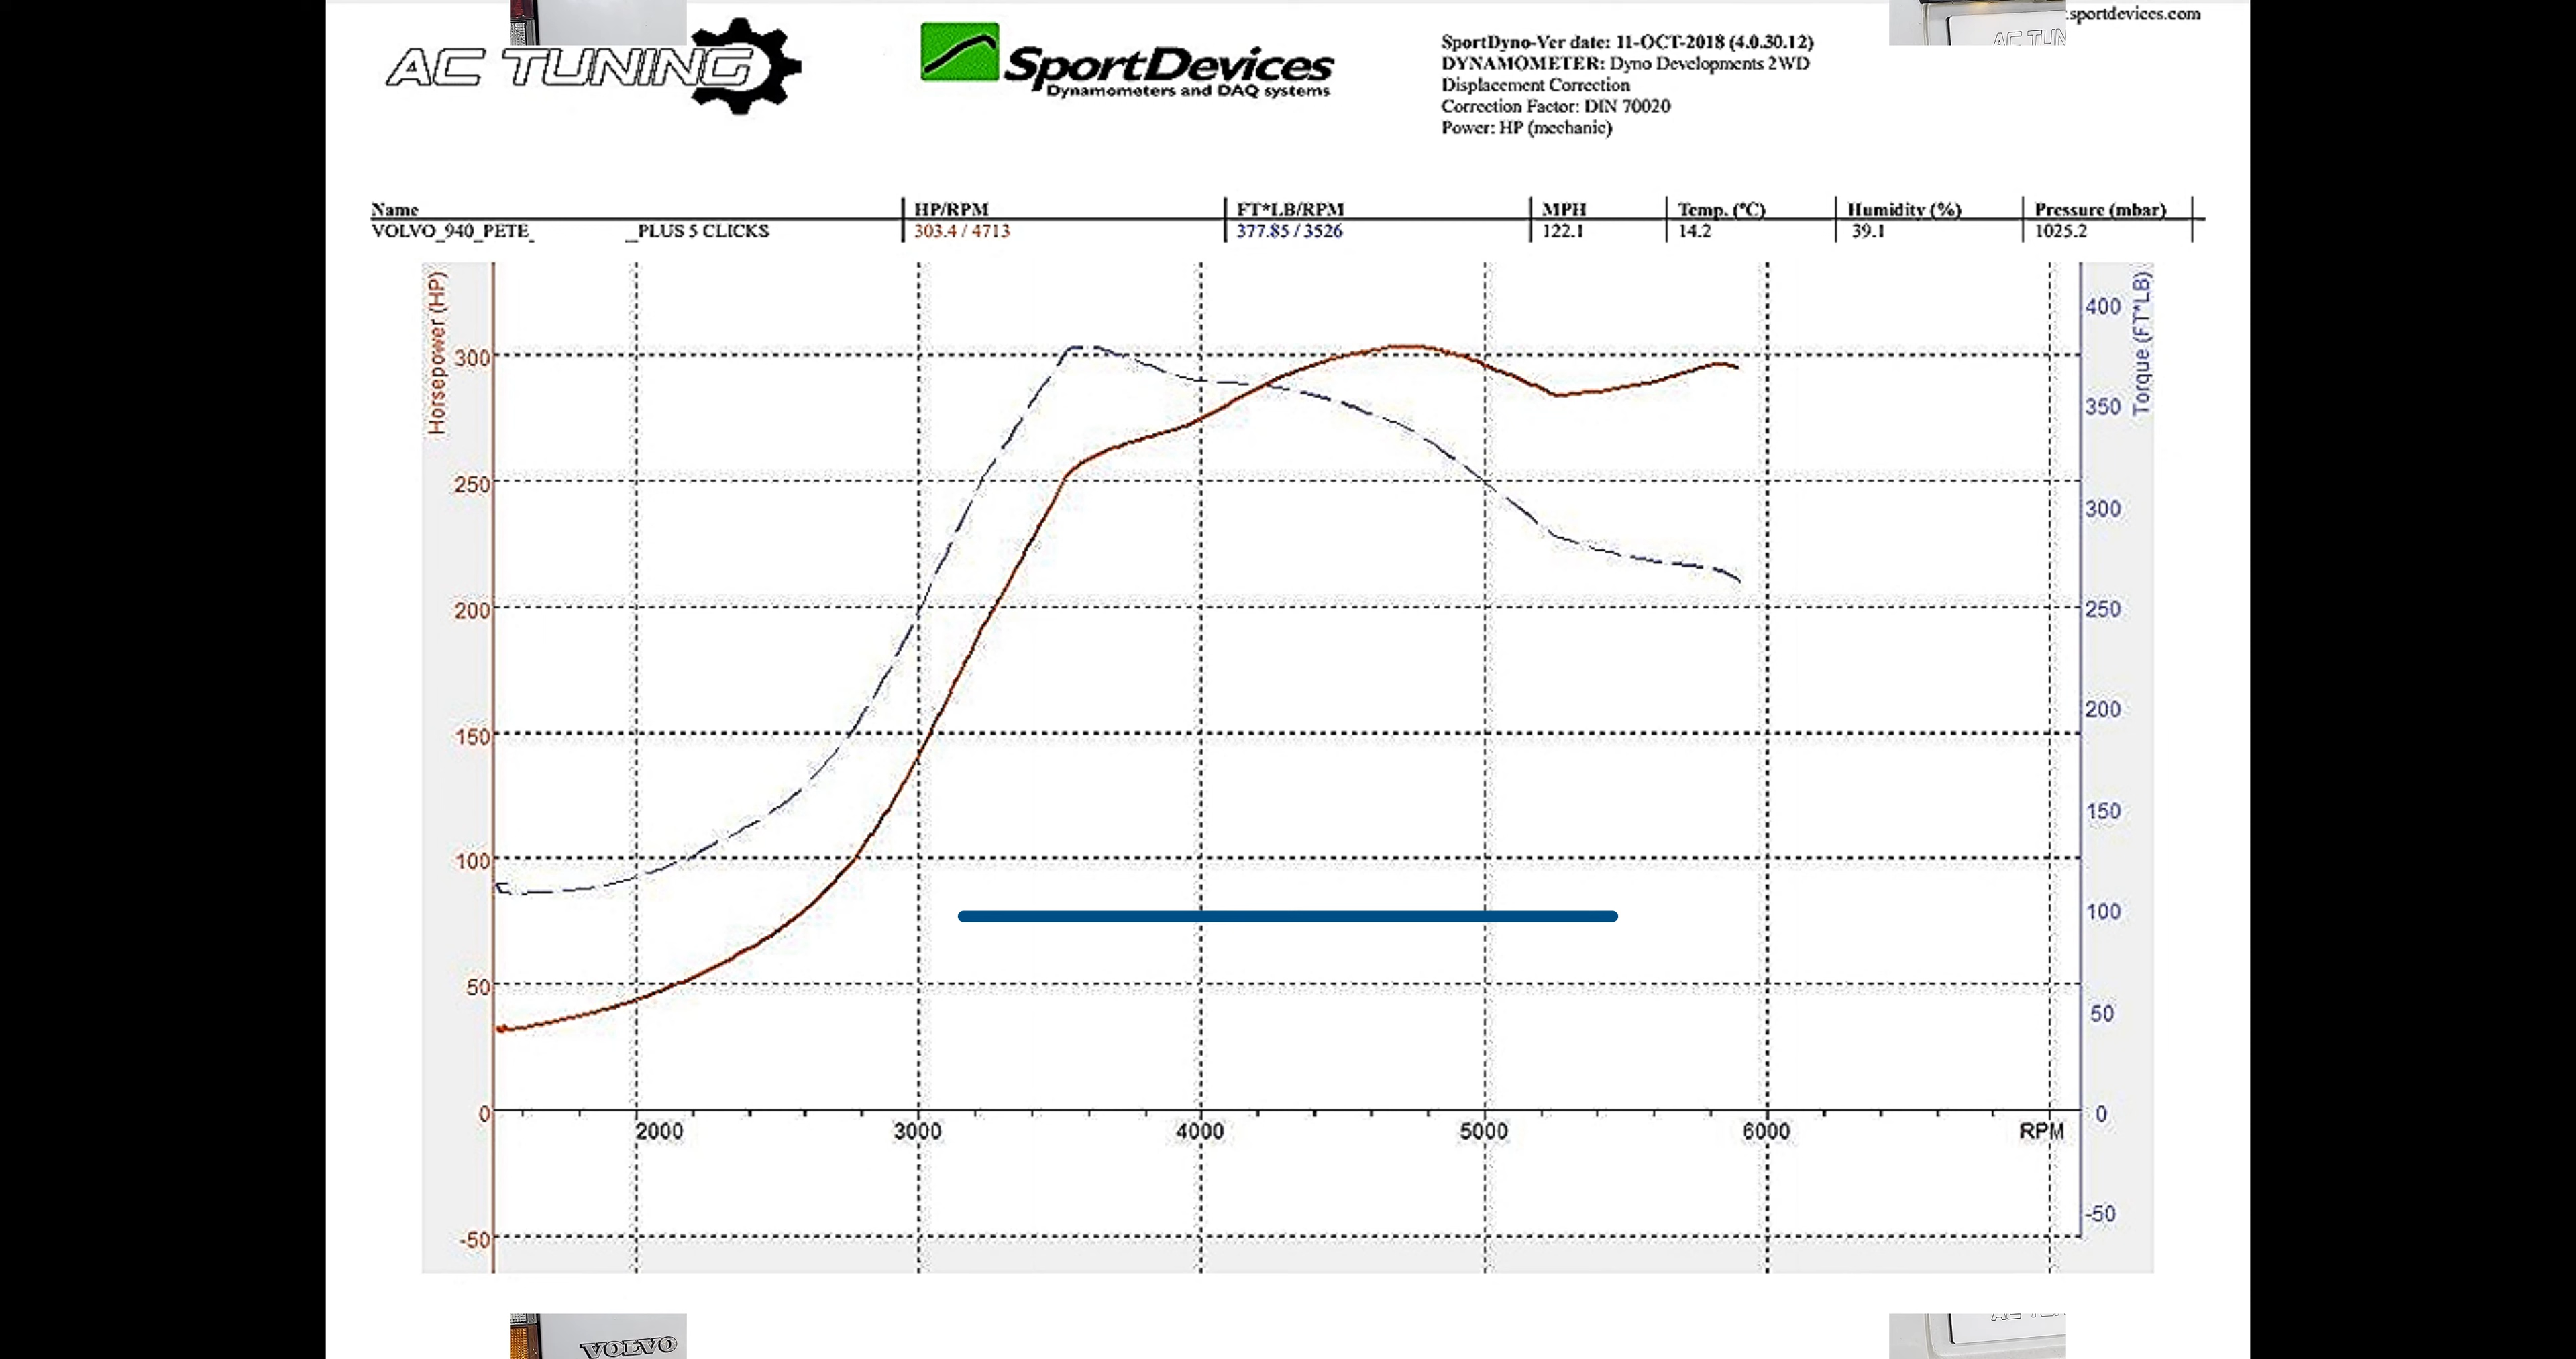 .sportdevices.com
AC TUNING
SportDevices
Dynamometers and DAQ systems
SportDyno-Ver date: 11-OCT-2018 (4.0.30.12)
DYNAMOMETER: Dyno Developments 2WD
Displacement Correction
Correction Factor: DIN 70020
Power: HP (mechanic)
Name HP/RPM FT*LB/RPM MPH Temp. (ºC) Humidity (%) Pressure (mbar)
VOLVO_940_PETE_ _PLUS 5 CLICKS 303.4 / 4713 377.85 / 3526 122.1 14.2 39.1 1025.2
Horsepower (HP)
300
250
200
150
100
50
0
-50
Torque (FT*LB)
400
350
300
250
200
150
100
50
0
-50
2000 3000 4000 5000 6000 RPM
VOLVO